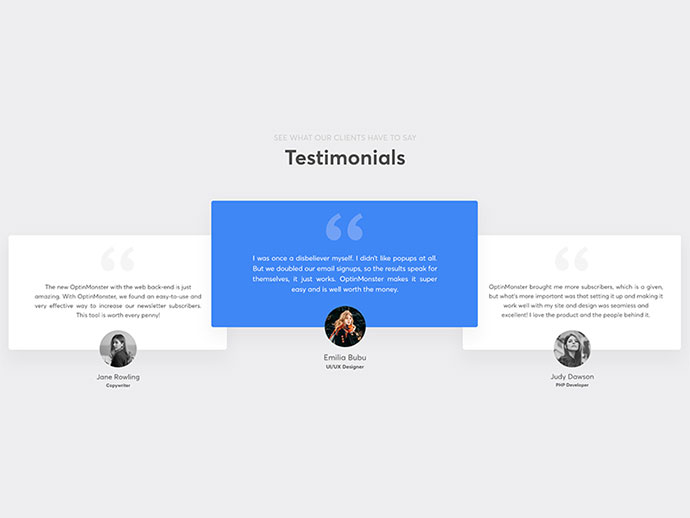 SEE WHAT OUR CLIENTS HAVE TO SAY
Testimonials
The new OptinMonster with the web back-end is just
amazing. With OptinMonster, we found an easy-to-use and
very effective way to increase our newsletter subscribers.
This tool is worth every penny!
Jane Rowling
Copywriter
I was once a disbeliever myself. I didn't like popups at all.
But we doubled our email signups, so the results speak for
themselves, it just works. OptinMonster makes it super
easy and is well worth the money.
Emilia Bubu
UI/UX Designer
OptinMonster brought me more subscribers, which is a given,
but what's more important was that setting it up and making it
work well with my site and design was seamless and
excellent! I love the product and the people behind it.
Judy Dawson
PHP Developer